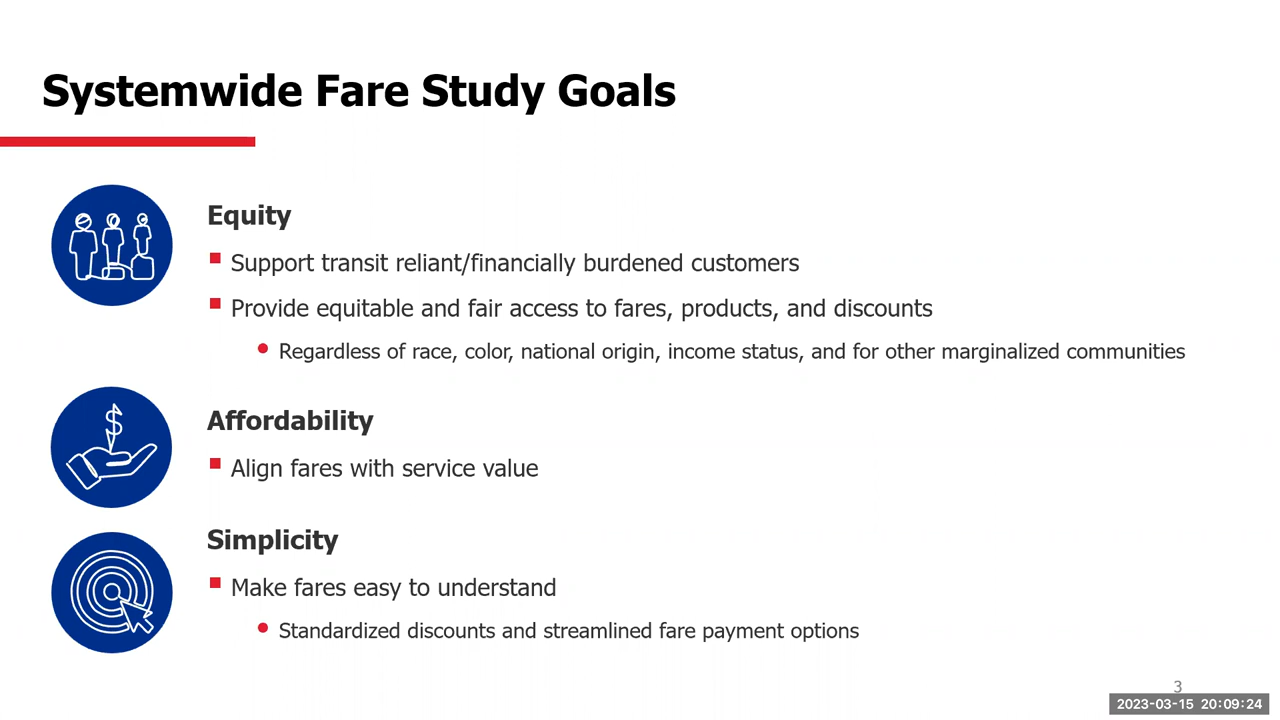 Systemwide Fare Study Goals
Equity
Support transit reliant/financially burdened customers
Provide equitable and fair access to fares, products, and discounts
Regardless of race, color, national origin, income status, and for other marginalized communities
Affordability
Align fares with service value
Simplicity
Make fares easy to understand
Standardized discounts and streamlined fare payment options
3
2023-03-15 20:09:24